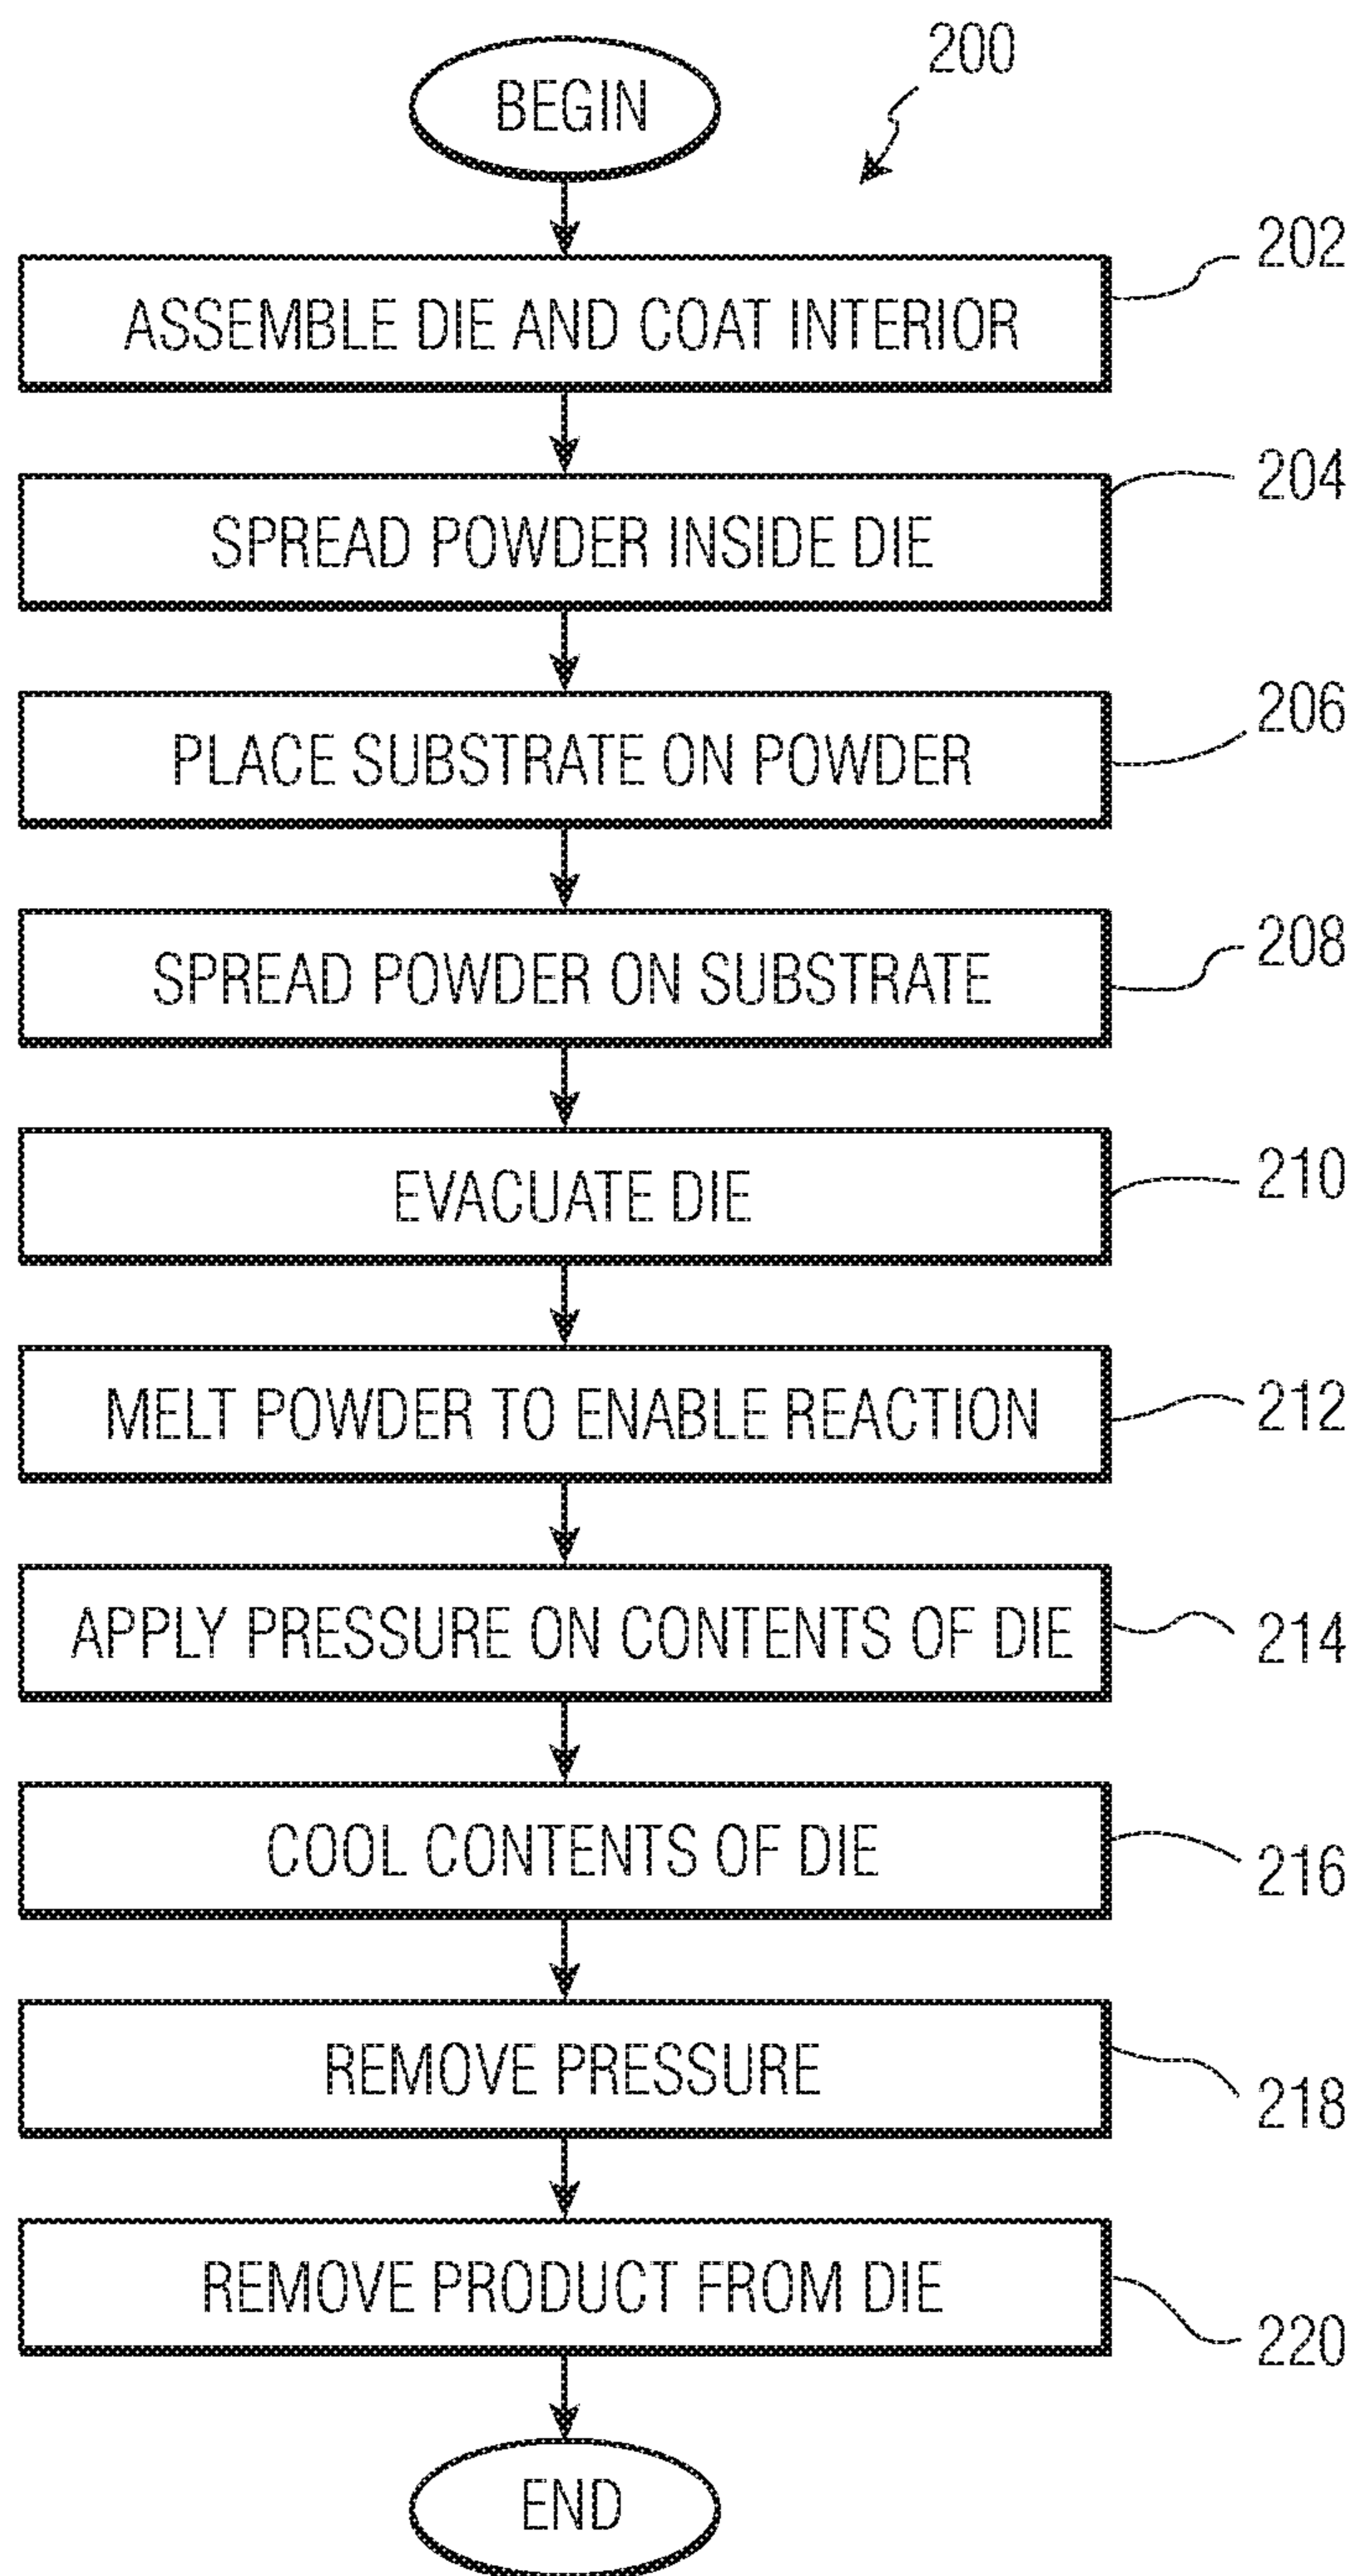 200
BEGIN
202
ASSEMBLE DIE AND COAT INTERIOR
204
SPREAD POWDER INSIDE DIE
206
PLACE SUBSTRATE ON POWDER
208
SPREAD POWDER ON SUBSTRATE
210
EVACUATE DIE
212
MELT POWDER TO ENABLE REACTION
214
APPLY PRESSURE ON CONTENTS OF DIE
216
COOL CONTENTS OF DIE
218
REMOVE PRESSURE
220
REMOVE PRODUCT FROM DIE
END